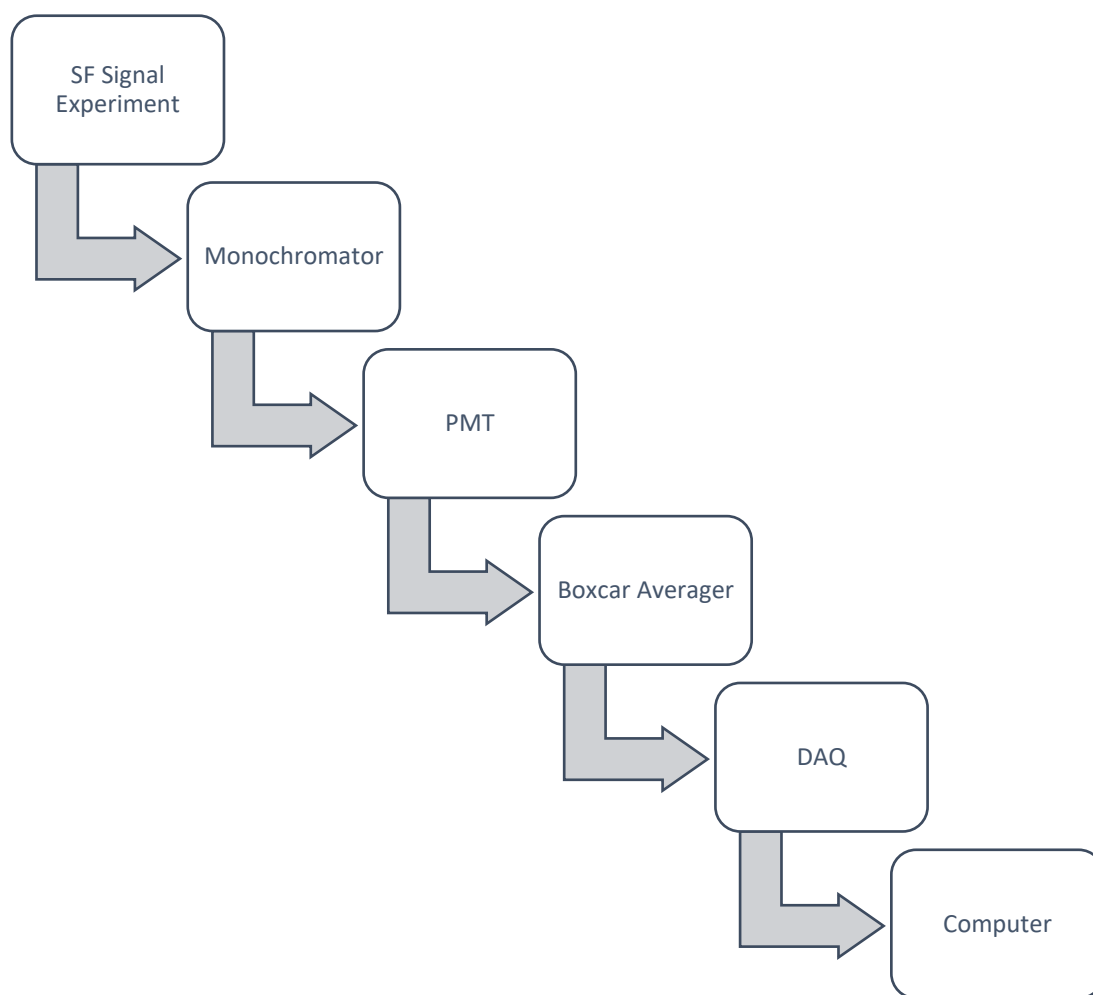 SF Signal
Experiment
Monochromator
PMT
Boxcar Averager
DAQ
Computer